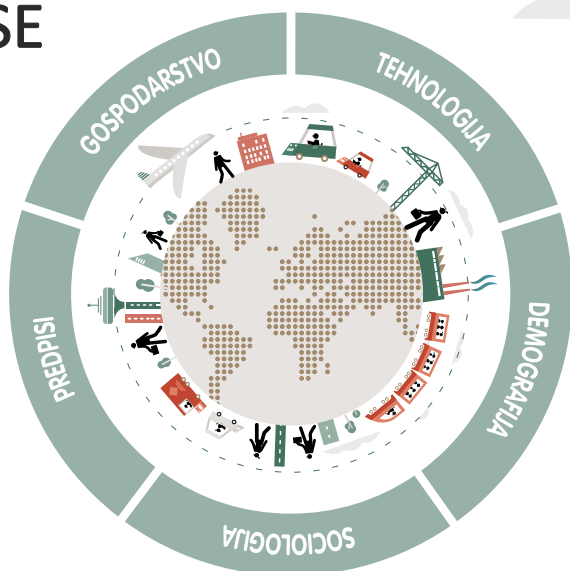 SE
GOSPODARSTVO
TEHNOLOGIJA
DEMOGRAFIJA
SOCIOLOGIJA
PREDPISI